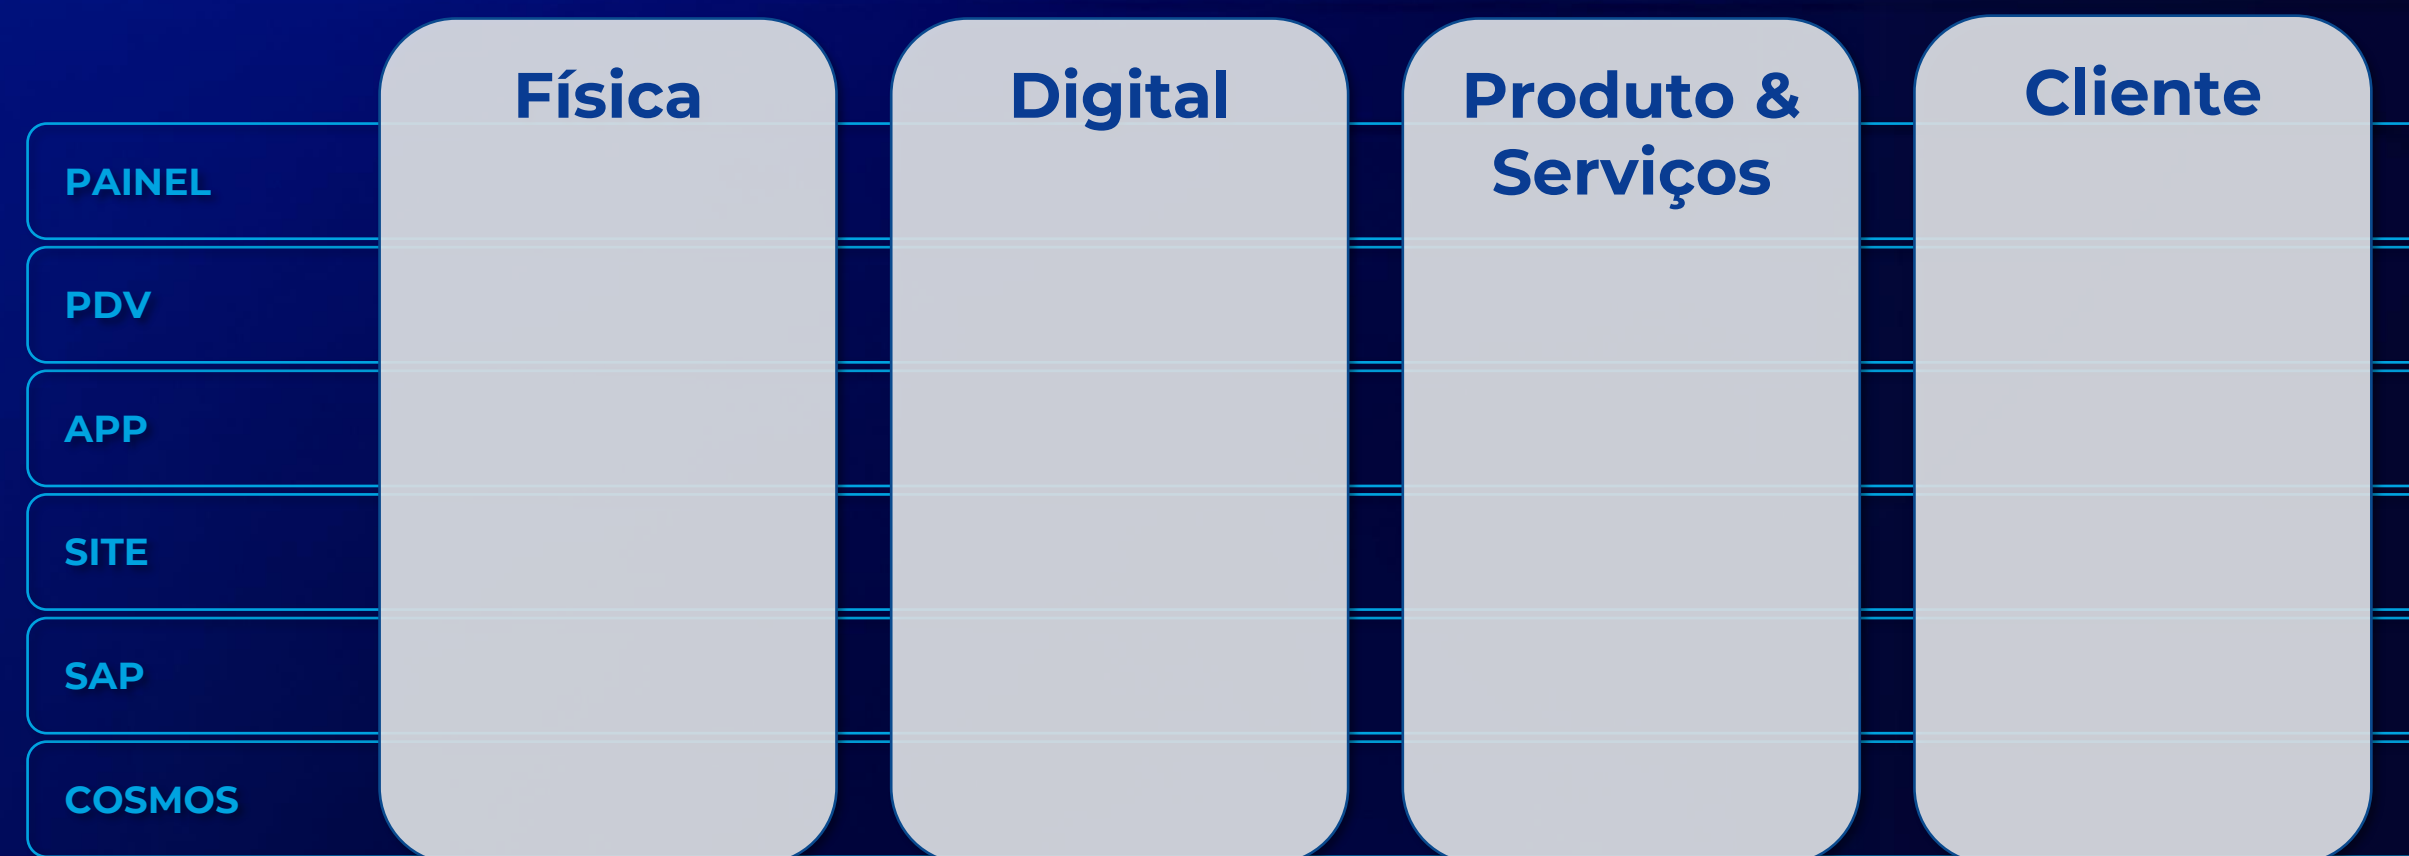 Física
Digital
Produto &
Serviços
Cliente
PAINEL
PDV
APP
SITE
SAP
COSMOS